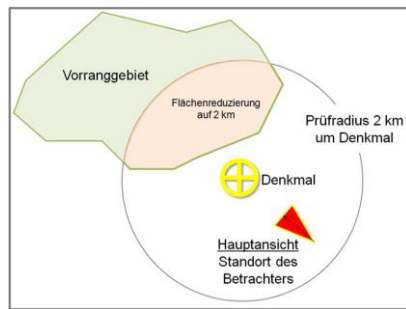 Vorranggebiet
Flächenreduzierung
auf 2 km
Prüfradius 2 km
um Denkmal
Denkmal
Hauptansicht
Standort des
Betrachters